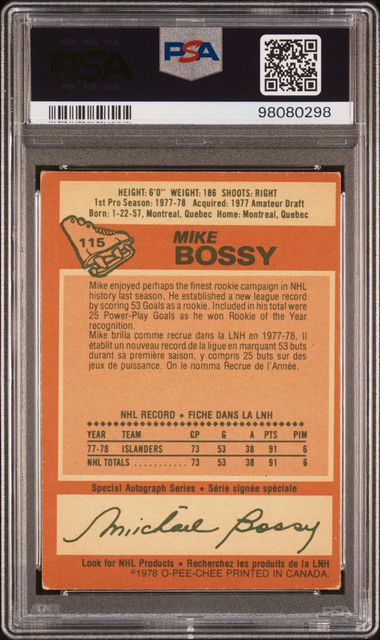 PSA
PSA
98080298
HEIGHT: 6'0" WEIGHT: 186 SHOOTS: RIGHT
1st Pro Season: 1977-78 Acquired: 1977 Amateur Draft
Born: 1-22-57, Montreal, Quebec Home: Montreal, Quebec
115
MIKE
BOSSY
Mike enjoyed perhaps the finest rookie campaign in NHL
history last season. He established a new league record
by scoring 53 Goals as a rookie. Included in his total were
25 Power-Play Goals as he won Rookie of the Year
recognition.
Mike brilla comme recrue dans la LNH en 1977-78. Il
établit un nouveau record de la ligue en marquant 53 buts
durant sa première saison, y compris 25 buts sur des
jeux de puissance. On le nomma Recrue de l'Année.
NHL RECORD • FICHE DANS LA LNH
YEAR TEAM GP G A PTS PIM
77-78 ISLANDERS 73 53 38 91 6
NHL TOTALS ........... 73 53 38 91 6
Special Autograph Series • Série signée spéciale
Michael Bossy
Look for NHL Products • Recherchez les produits de la LNH
©1978 O-PEE-CHEE PRINTED IN CANADA.